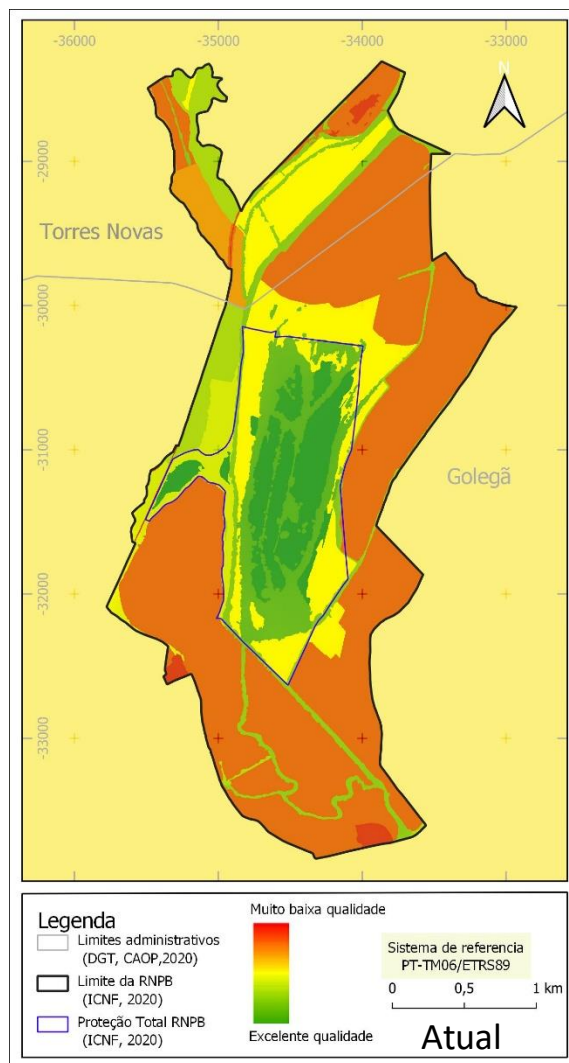 -36000 -35000 -34000 -33000
N
-29000
Torres Novas
-30000
-31000
Golegã
-32000
-33000
Legenda
Limites administrativos
(DGT, CAOP,2020)
Limite da RNPB
(ICNF, 2020)
Proteção Total RNPB
(ICNF, 2020)
Muito baixa qualidade
Excelente qualidade
Sistema de referencia
PT-TM06/ETRS89
0 0,5 1 km
Atual